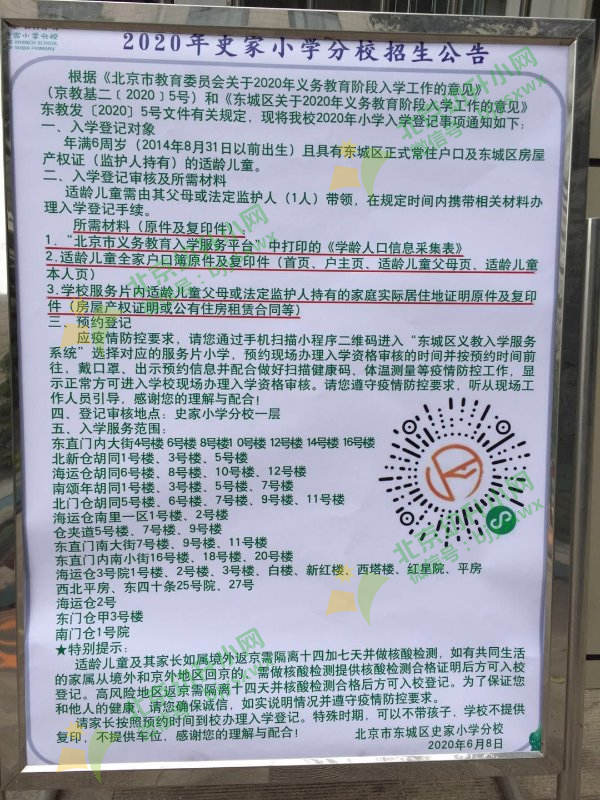 史家小学分校
2020年史家小学分校招生公告
根据《北京市教育委员会关于2020年义务教育阶段入学工作的意见》
(京教基二〔2020〕5号)和《东城区关于2020年义务教育阶段入学工作的意见》
东教发〔2020〕5号文件有关规定，现将我校2020年小学入学登记事项通知如下：
一、入学登记对象
年满6周岁（2014年8月31日以前出生）且具有东城区正式常住户口及东城区房屋
产权证（监护人持有）的适龄儿童。
二、入学登记审核及所需材料
适龄儿童需由其父母或法定监护人（1人）带领，在规定时间内携带相关材料办
理入学登记手续。
所需材料（原件及复印件）
1.“北京市义务教育入学服务平台”中打印的《学龄人口信息采集表》
2.适龄儿童全家户口簿原件及复印件（首页、户主页、适龄儿童父母页、适龄儿童
本人页）
3.学校服务片内适龄儿童父母或法定监护人持有的家庭实际居住地证明原件及复印
件（房屋产权证明或公有住房租赁合同等）
三、预约登记
应疫情防控要求，请您通过手机扫描小程序二维码进入“东城区义教入学服务
系统”选择对应的服务片小学，预约现场办理入学资格审核的时间并按预约时间前
往，戴口罩、出示预约信息并配合做好扫描健康码、体温测量等疫情防控工作，显
示正常方可进入学校现场办理入学资格审核。请您遵守疫情防控要求，听从现场工
作人员引导，感谢您的理解与配合！
四、登记审核地点：史家小学分校一层
五、入学服务范围：
东直门内大街4号楼 6号楼 8号楼1 0号楼 12号楼 14号楼 16号楼
北新仓胡同1号楼、3号楼、5号楼
海运仓胡同6号楼、8号楼、10号楼、12号楼
南颂年胡同1号楼、3号楼、5号楼、7号楼
北门仓胡同5号楼、6号楼、7号楼、9号楼、11号楼
海运仓南里一区1号楼、2号楼
仓夹道5号楼、7号楼、9号楼
东直门南大街7号楼、9号楼、11号楼
东直门内南小街16号楼、18号楼、20号楼
海运仓3号院1号楼、2号楼、3号楼、白楼、新红楼、西塔楼、红星院、平房
西北平房、东四十条25号院、27号
海运仓2号
东门仓甲3号楼
南门仓1号院
★特别提示：
适龄儿童及其家长如属境外返京需隔离十四加七天并做核酸检测，如有共同生活
的家属从境外和京外地区回京的，需做核酸检测提供核酸检测合格证明后方可入校
登记。高风险地区返京需隔离十四天并核酸检测合格后方可入校登记。为了保证您
和他人的健康，请您确保诚信，如实说明情况并遵守疫情防控要求。
请家长按照预约时间到校办理入学登记。特殊时期，可以不带孩子，学校不提供
复印，不提供车位，感谢您的理解与配合！
北京市东城区史家小学分校
2020年6月8日